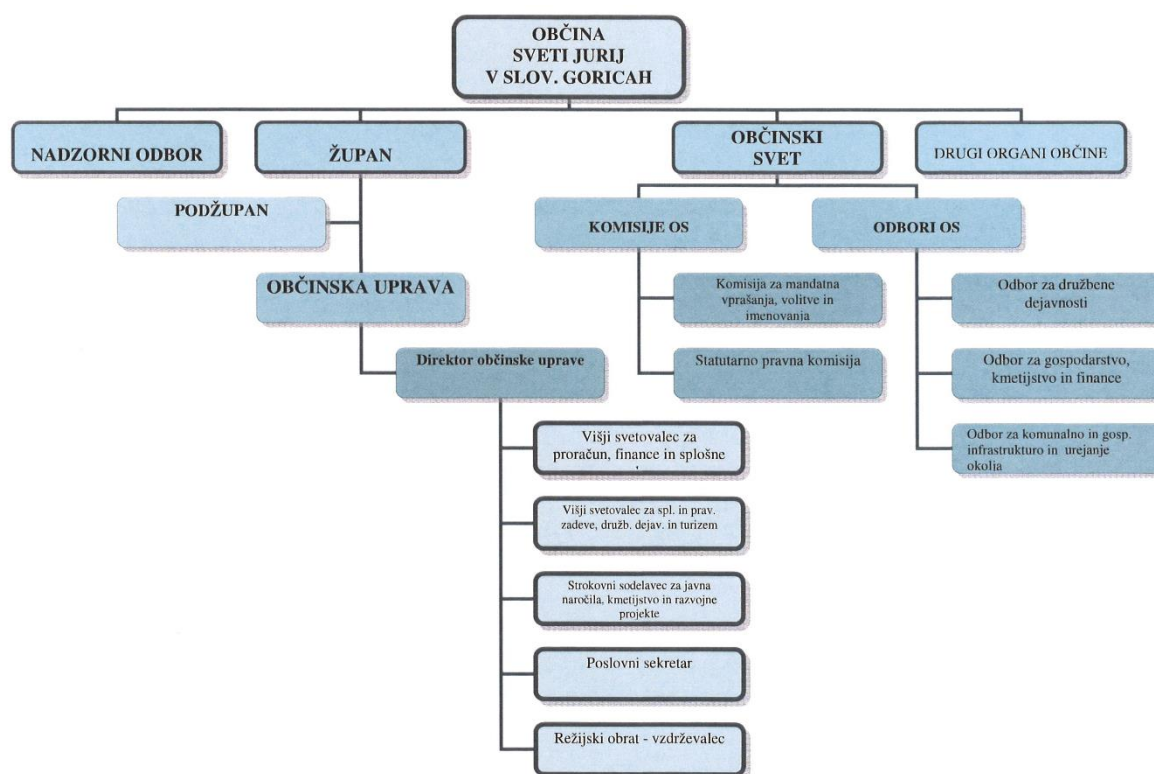 OBČINA
SVETI JURIJ
V SLOV. GORICAH
NADZORNI ODBOR
ŽUPAN
OBČINSKI
SVET
DRUGI ORGANI OBČINE
PODŽUPAN
KOMISIJE OS
ODBORI OS
OBČINSKA UPRAVA
Komisija za mandatna
vprašanja, volitve in
imenovanja
Odbor za družbene
dejavnosti
Direktor občinske uprave
Statutarno pravna komisija
Odbor za gospodarstvo,
kmetijstvo in finance
Višji svetovalec za
proračun, finance in splošne
Odbor za komunalno in gosp.
infrastrukturo in urejanje
okolja
Višji svetovalec za spl. in prav.
zadeve, družb. dejav. in turizem
Strokovni sodelavec za javna
naročila, kmetijstvo in razvojne
projekte
Poslovni sekretar
Režijski obrat - vzdrževalec